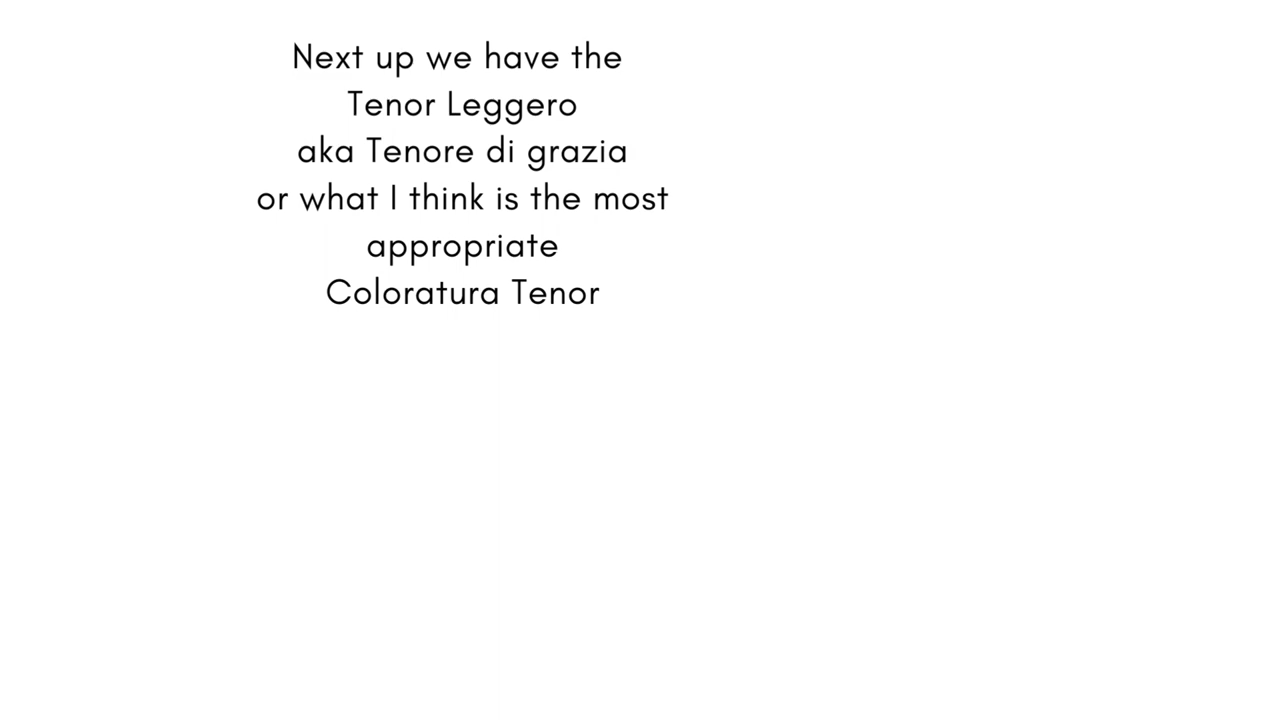 Next up we have the
Tenor Leggero
aka Tenore di grazia
or what I think is the most
appropriate
Coloratura Tenor